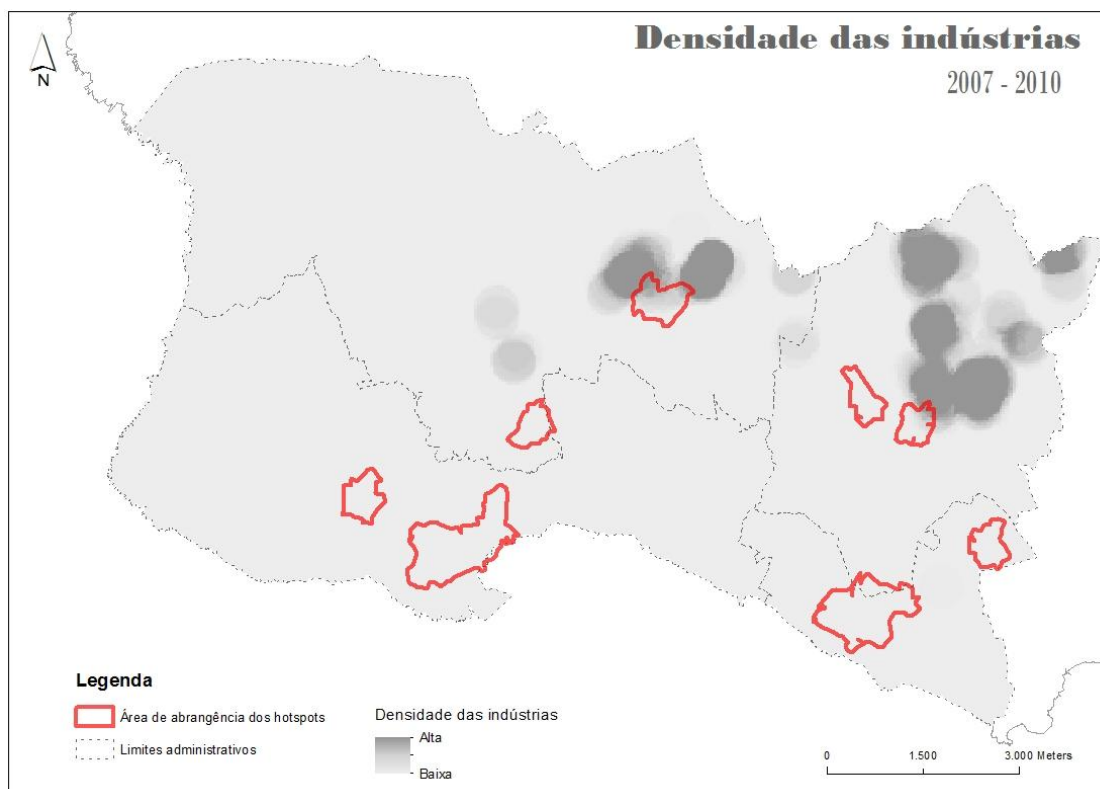 Densidade das indústrias
2007 - 2010
N
Legenda
Área de abrangência dos hotspots
Limites administrativos
Densidade das indústrias
Alta
Baixa
0 1.500 3.000 Meters